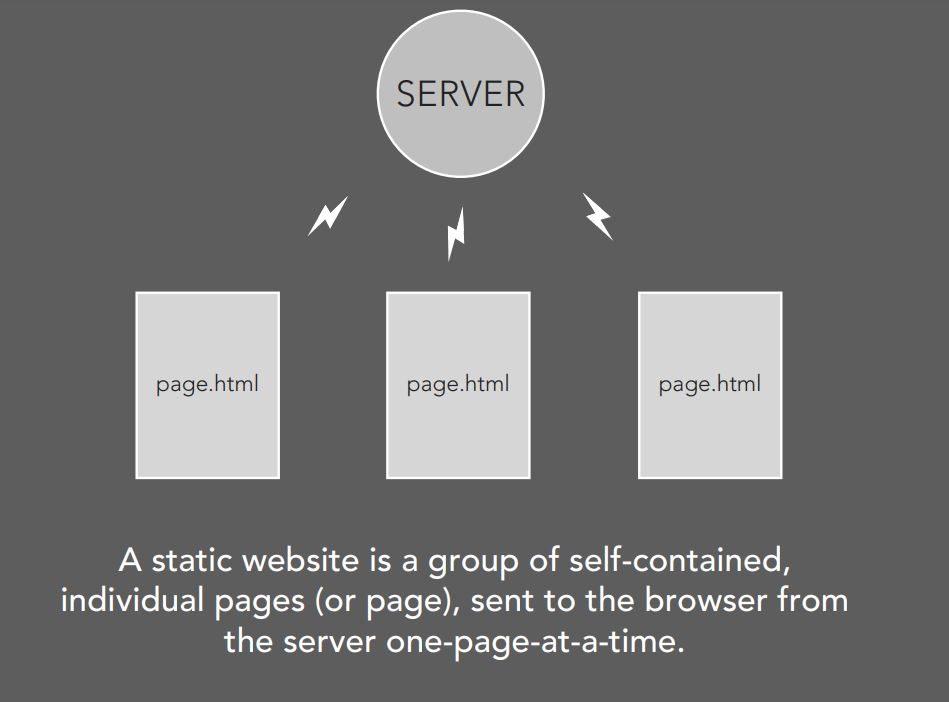 SERVER
page.html
page.html
page.html
A static website is a group of self-contained,
individual pages (or page), sent to the browser from
the server one-page-at-a-time.